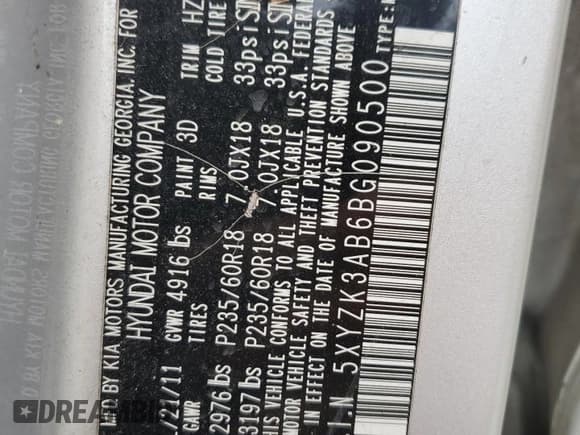 BY KIA MOTORS MANUFACTURING GEORGIA, INC. FOR
HYUNDAI MOTOR COMPANY
/21/11 GVWR 4916 lbs PAINT 3D TRIM HZ
GAWR TIRES RIMS COLD TIRE
2976 lbs P235/60R18 7.0JX18 33psi
3197 lbs P235/60R18 7.0JX18 33psi
VEHICLE CONFORMS TO ALL APPLICABLE U.S.A. FEDERAL
MOTOR VEHICLE SAFETY AND THEFT PREVENTION STANDARDS
IN EFFECT ON THE DATE OF MANUFACTURE SHOWN ABOVE
I.N 5XYZK3AB6BG090500 TYPE:
DREAMBID